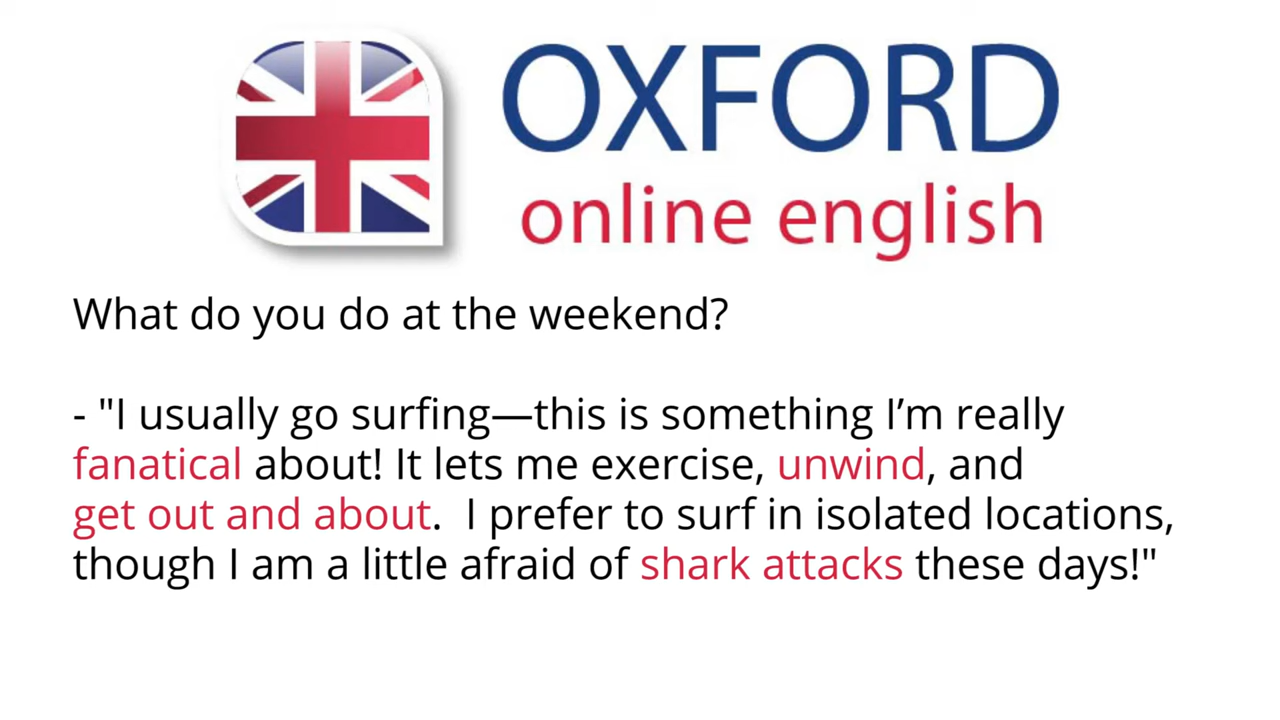 OXFORD
online english
What do you do at the weekend?
- "I usually go surfing—this is something I’m really
fanatical about! It lets me exercise, unwind, and
get out and about.  I prefer to surf in isolated locations,
though I am a little afraid of shark attacks these days!"